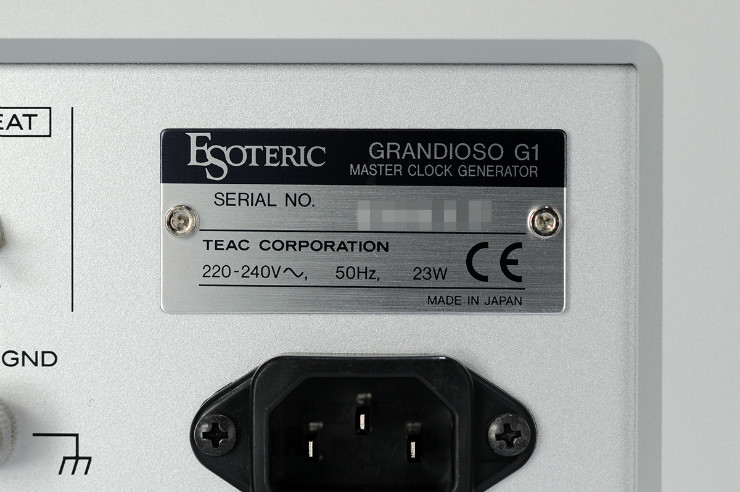 EAT
ESOTERIC
GRANDIOSO G1
MASTER CLOCK GENERATOR
SERIAL NO.
TEAC CORPORATION
220-240V～, 50Hz, 23W
CE
MADE IN JAPAN
GND